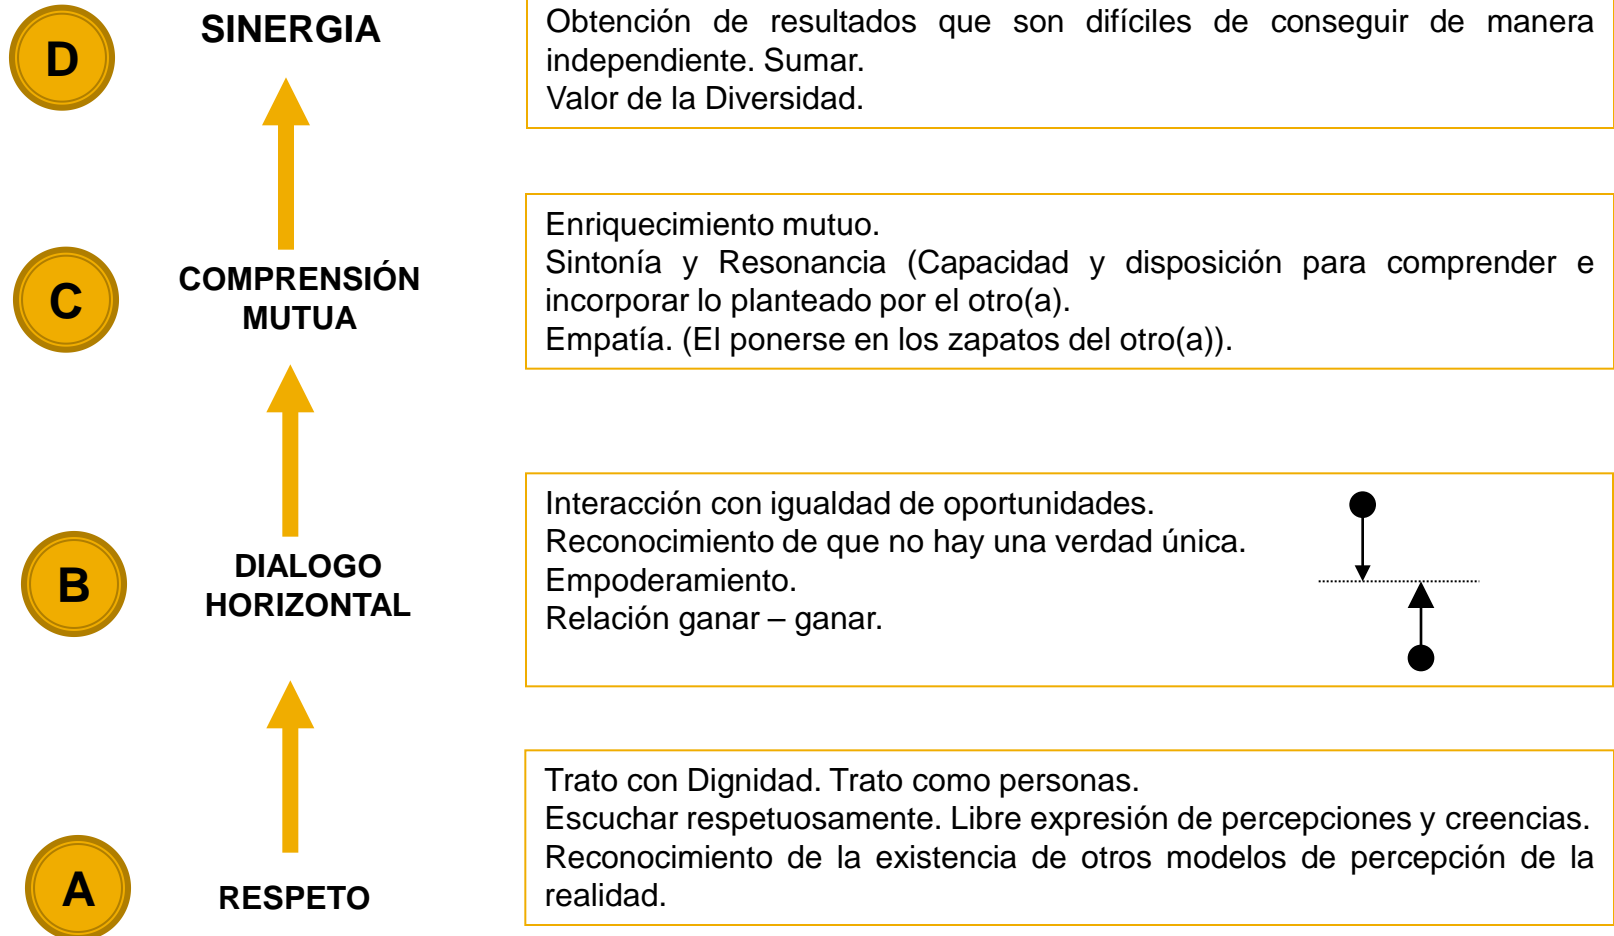 D
SINERGIA
Obtención de resultados que son difíciles de conseguir de manera
independiente. Sumar.
Valor de la Diversidad.
C
COMPRENSIÓN
MUTUA
Enriquecimiento mutuo.
Sintonía y Resonancia (Capacidad y disposición para comprender e
incorporar lo planteado por el otro(a).
Empatía. (El ponerse en los zapatos del otro(a)).
B
DIALOGO
HORIZONTAL
Interacción con igualdad de oportunidades.
Reconocimiento de que no hay una verdad única.
Empoderamiento.
Relación ganar – ganar.
A
RESPETO
Trato con Dignidad. Trato como personas.
Escuchar respetuosamente. Libre expresión de percepciones y creencias.
Reconocimiento de la existencia de otros modelos de percepción de la
realidad.